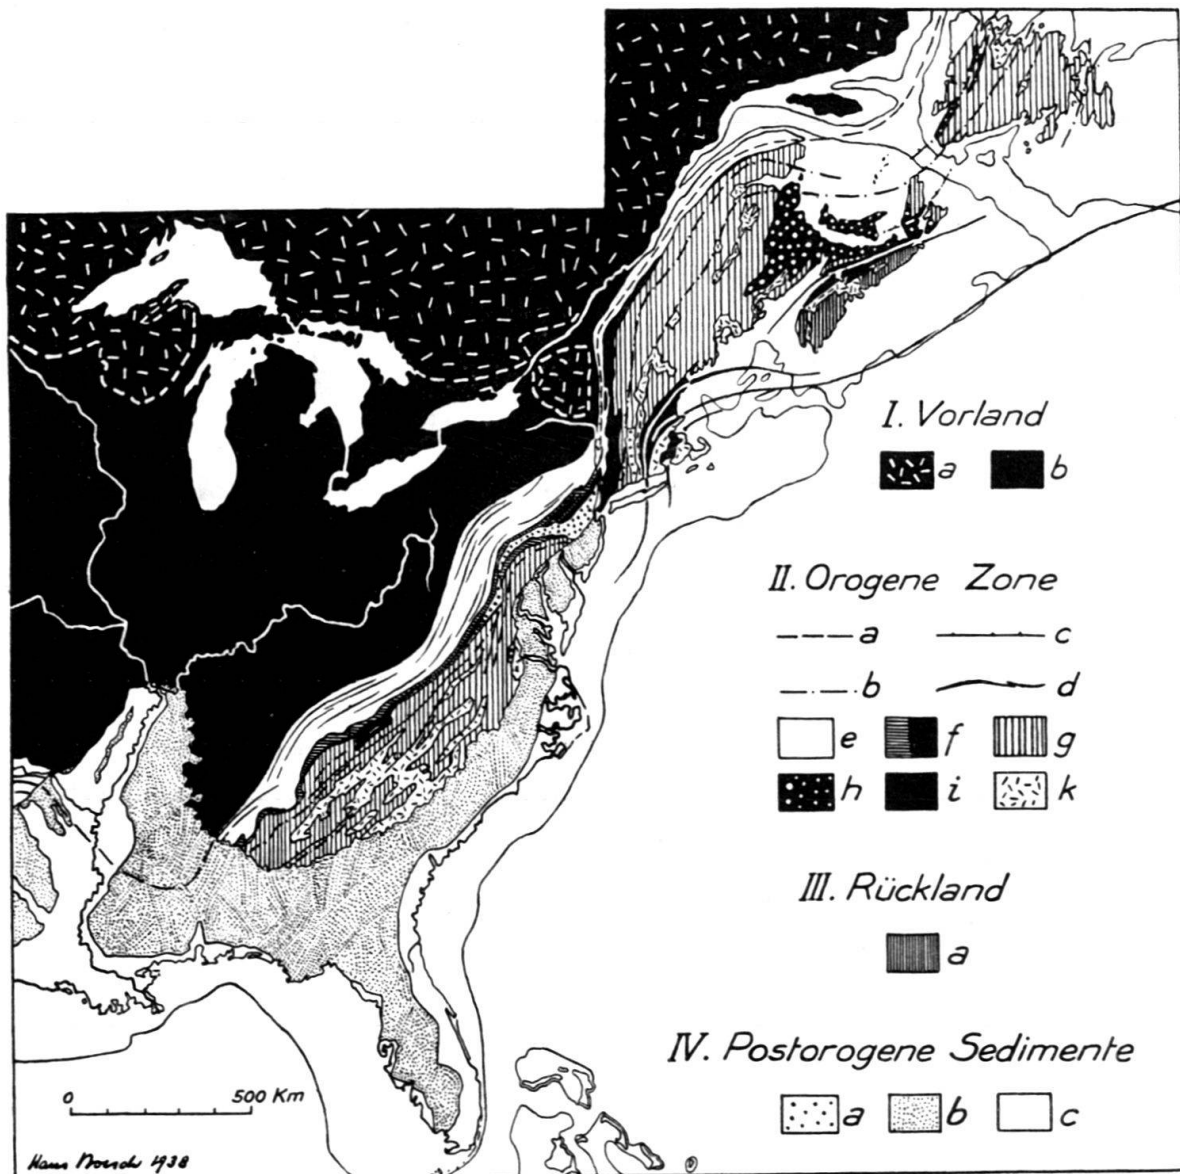 I. Vorland
a b
II. Orogene Zone
a c
b d
e f g
h i k
III. Rückland
a
IV. Postorogene Sedimente
a b c
0 500 Km
Hans Boesch 1938